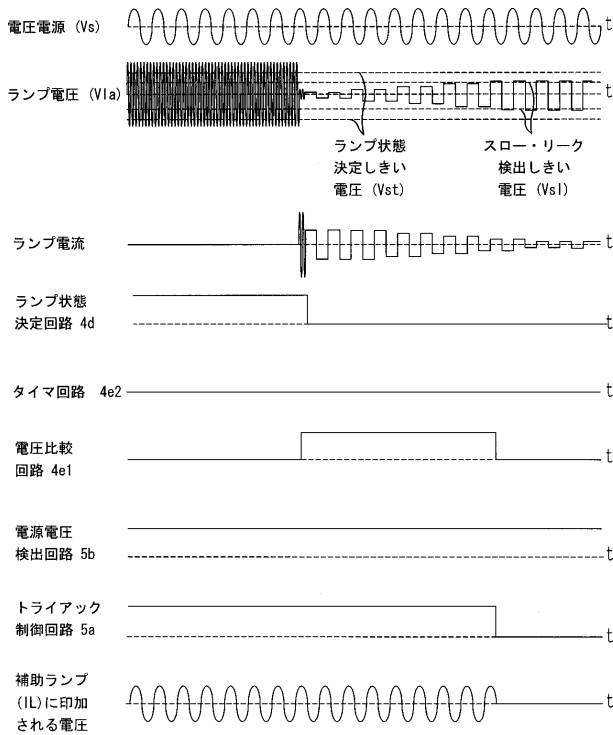 電圧電源 (Vs)
t
ランプ電圧 (Vla)
t
ランプ状態
決定しきい
電圧 (Vst)
スロー・リーク
検出しきい
電圧 (Vsl)
ランプ電流
t
ランプ状態
決定回路 4d
t
タイマ回路 4e2
t
電圧比較
回路 4e1
t
電源電圧
検出回路 5b
t
トライアック
制御回路 5a
t
補助ランプ
(IL)に印加
される電圧
t